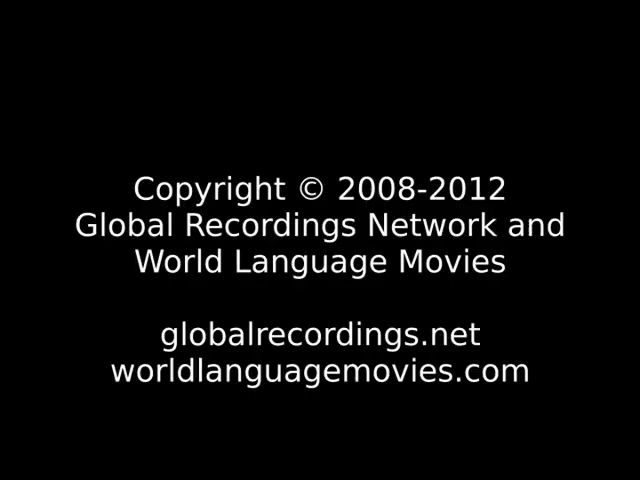 Copyright © 2008-2012
Global Recordings Network and
World Language Movies
globalrecordings.net
worldlanguagemovies.com